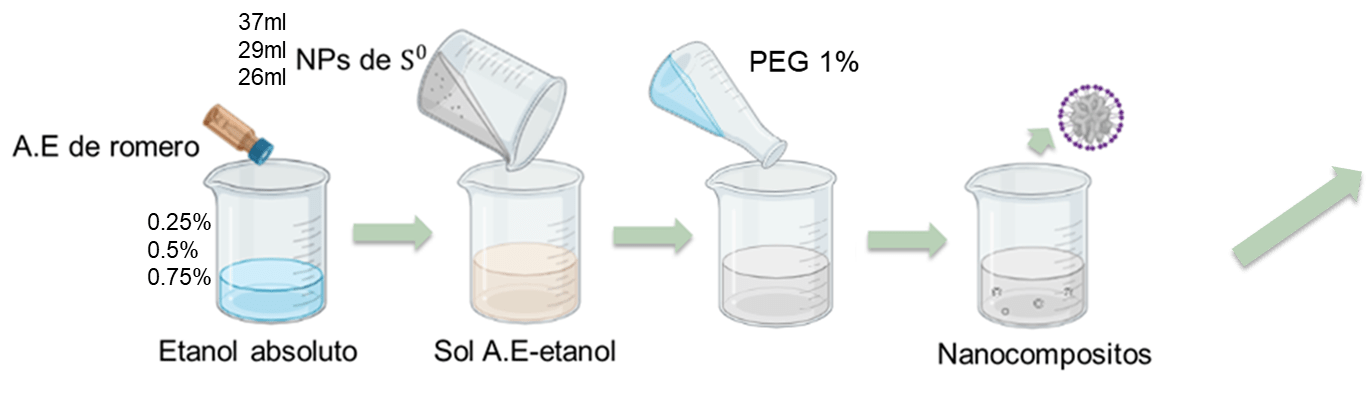 37ml
29ml
26ml
NPs de S⁰
PEG 1%
A.E de romero
0.25%
0.5%
0.75%
Etanol absoluto
Sol A.E-etanol
Nanocompositos